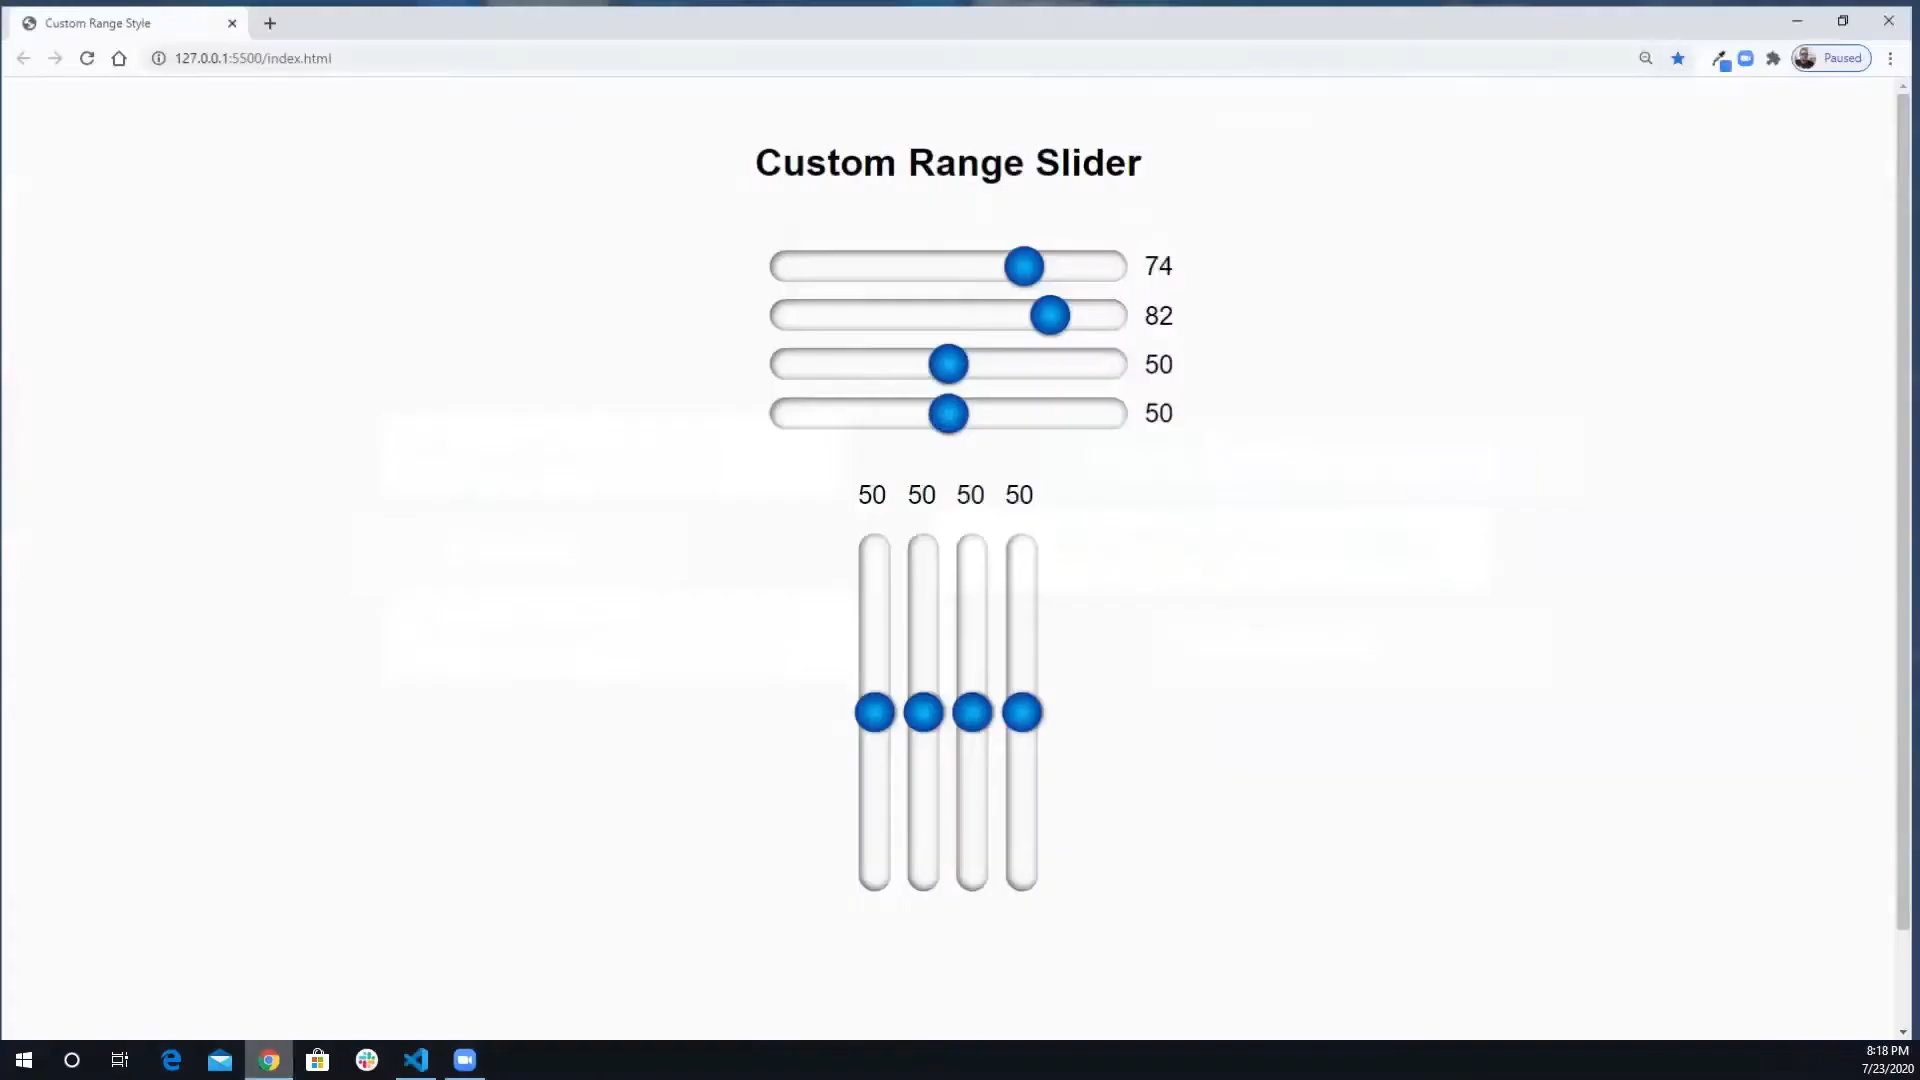 Custom Range Style
127.0.0.1:5500/index.html
Paused
Custom Range Slider
74
82
50
50
50 50 50 50
8:18 PM
7/23/2020